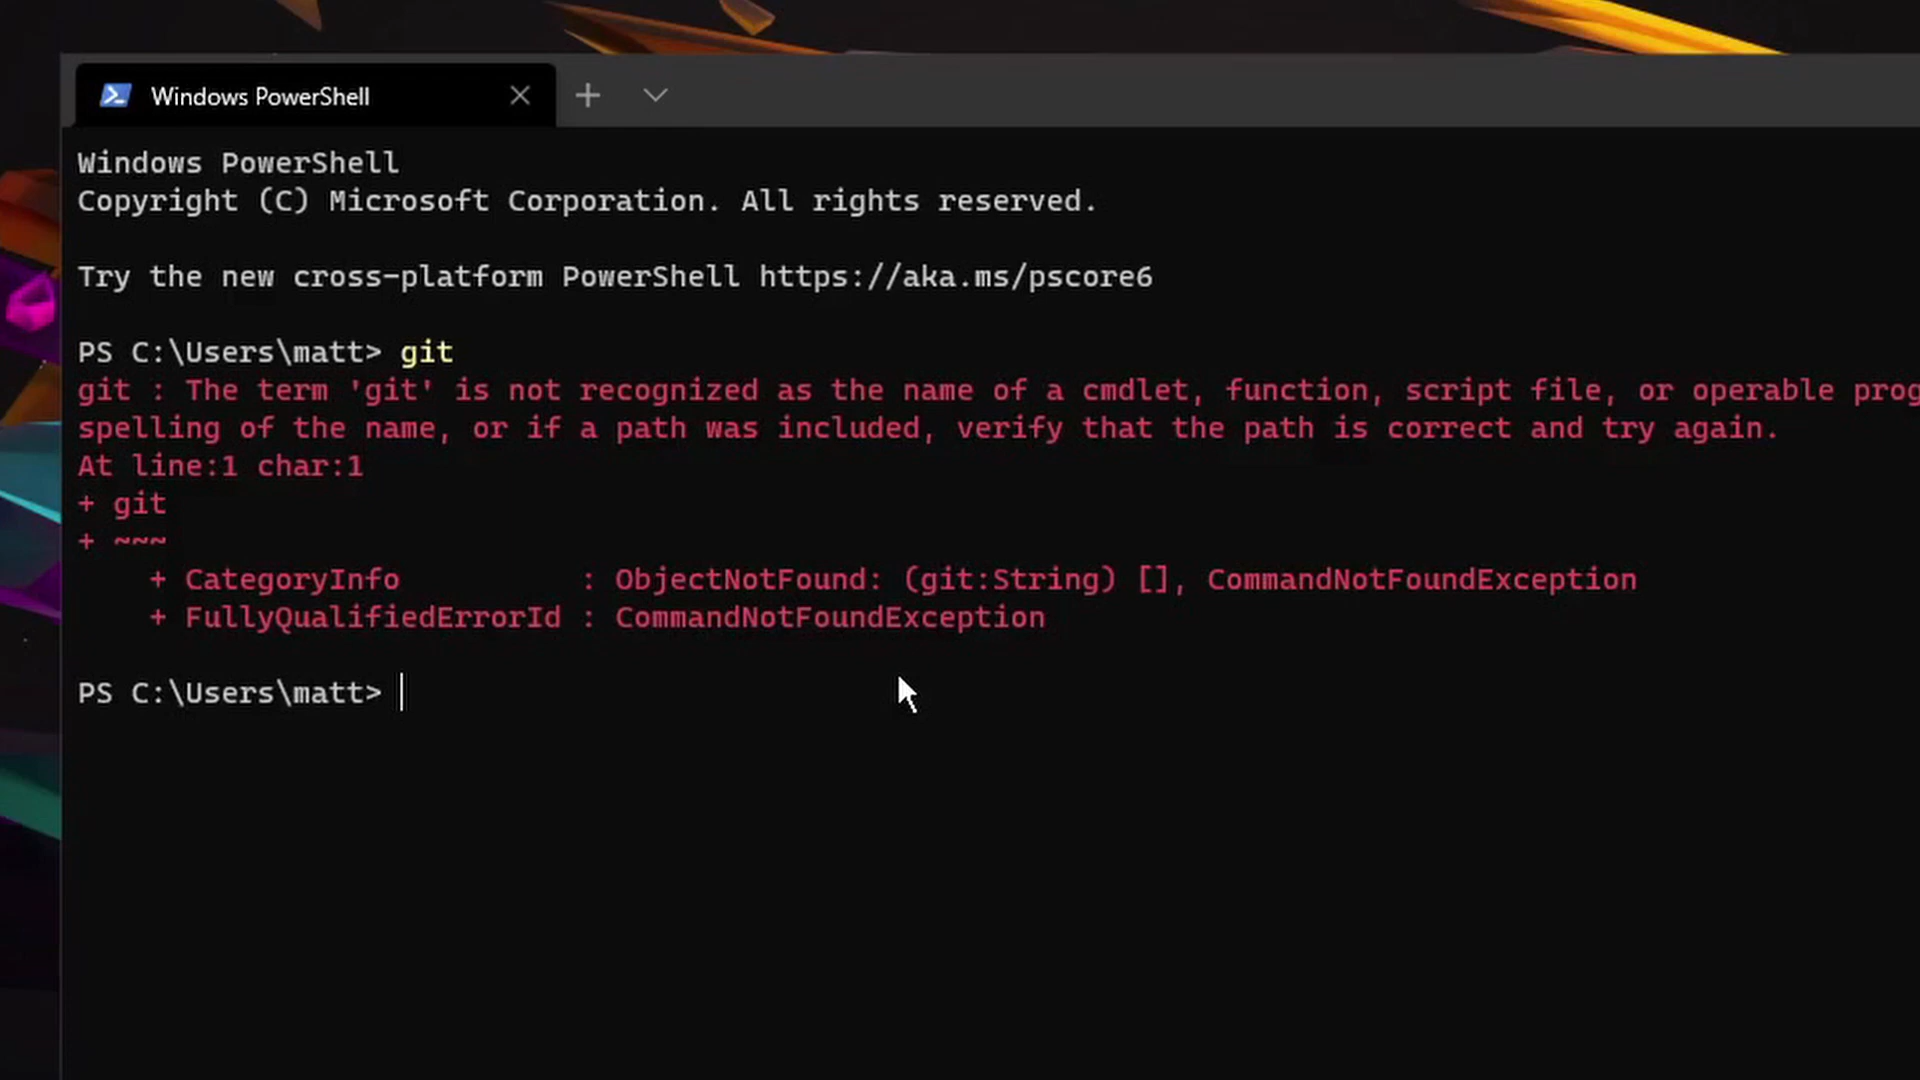 Windows PowerShell
Windows PowerShell
Copyright (C) Microsoft Corporation. All rights reserved.
Try the new cross-platform PowerShell https://aka.ms/pscore6
PS C:\Users\matt> git
git : The term 'git' is not recognized as the name of a cmdlet, function, script file, or operable
spelling of the name, or if a path was included, verify that the path is correct and try again.
At line:1 char:1
+ git
+ ~~~
    + CategoryInfo          : ObjectNotFound: (git:String) [], CommandNotFoundException
    + FullyQualifiedErrorId : CommandNotFoundException
PS C:\Users\matt>